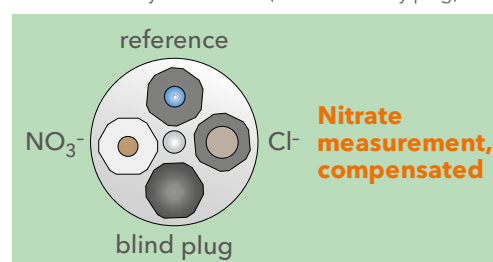 reference
NO₃⁻
Cl⁻
Nitrate
measurement,
compensated
blind plug